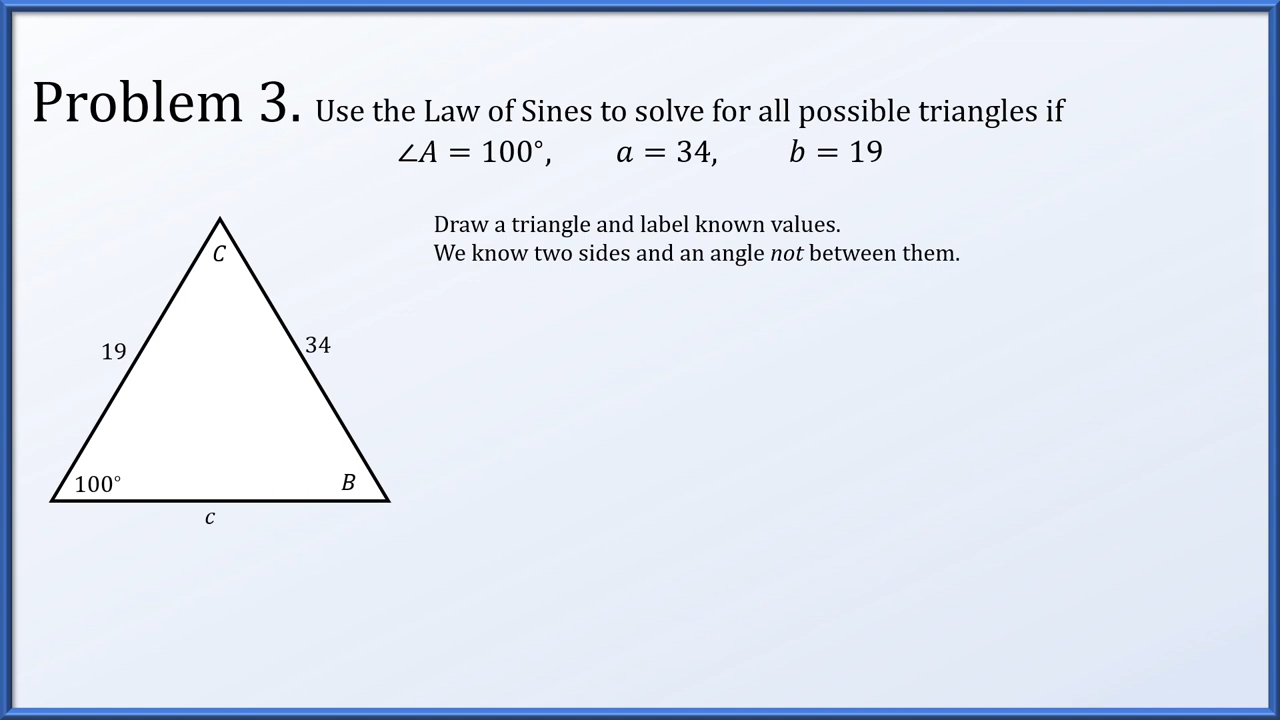 Problem 3. Use the Law of Sines to solve for all possible triangles if
∠A = 100°, a = 34, b = 19
Draw a triangle and label known values.
We know two sides and an angle not between them.
C
19
34
100°
B
c